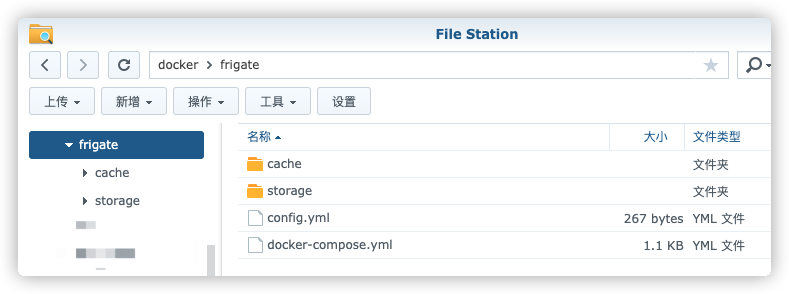 File Station
docker > frigate
上传 新增 操作 工具 设置
frigate
cache
storage
名称 大小 文件类型
cache 文件夹
storage 文件夹
config.yml 267 bytes YML 文件
docker-compose.yml 1.1 KB YML 文件